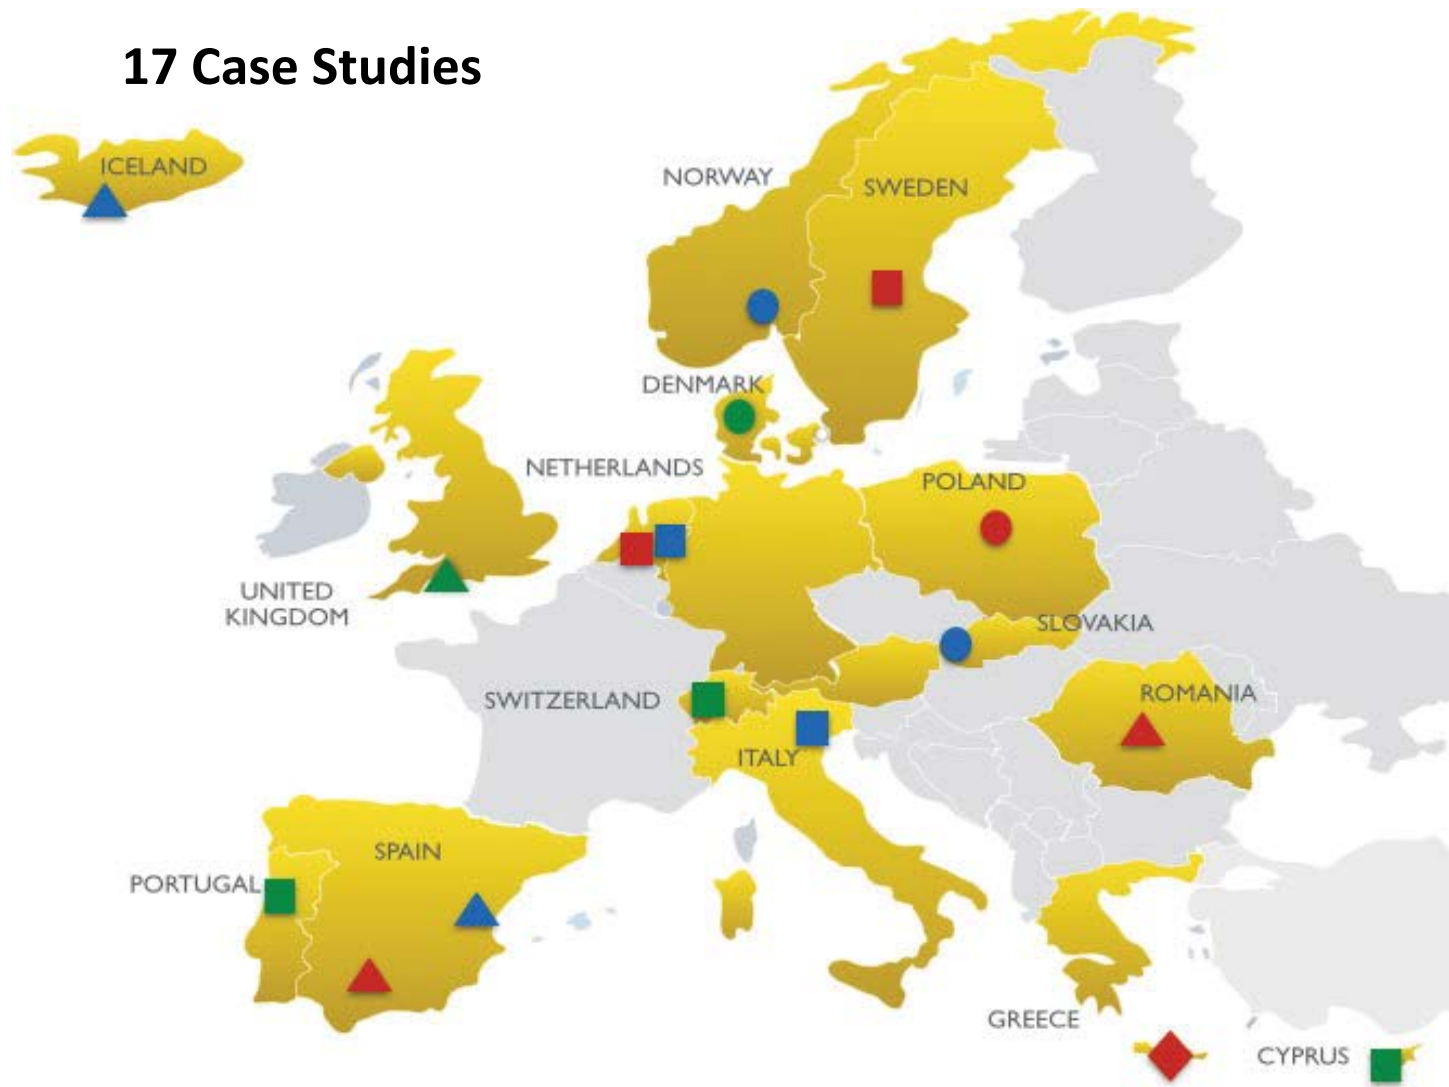 17 Case Studies
ICELAND
NORWAY
SWEDEN
DENMARK
NETHERLANDS
POLAND
UNITED
KINGDOM
SLOVAKIA
SWITZERLAND
ROMANIA
ITALY
SPAIN
PORTUGAL
GREECE
CYPRUS